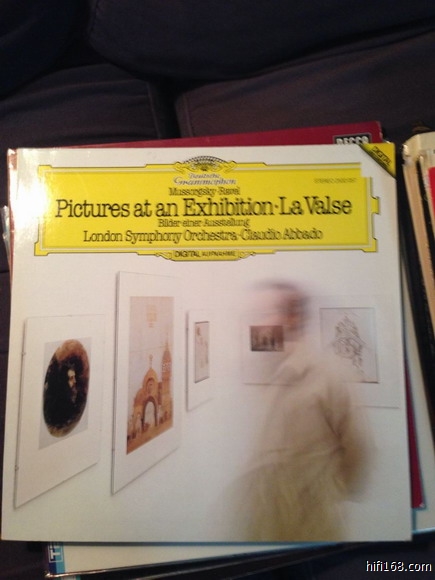 DECCA
Deutsche
Grammophon
Mussorgsky·Ravel
Pictures at an Exhibition·La Valse
Bilder einer Ausstellung
London Symphony Orchestra·Claudio Abbado
DIGITAL AUFNAHME
STEREO
hifi168.com